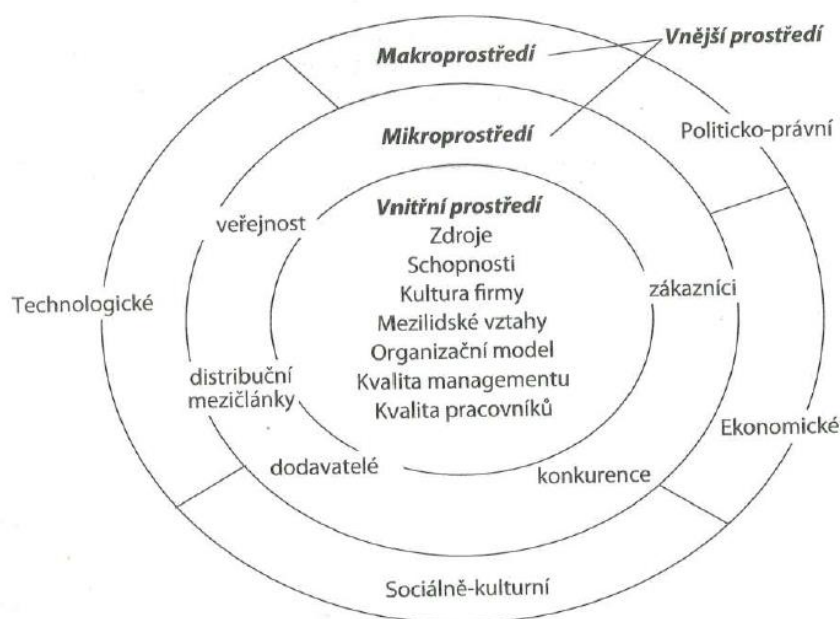 Makroprostředí
Vnější prostředí
Mikroprostředí
Politicko-právní
Vnitřní prostředí
Zdroje
Schopnosti
Kultura firmy
Mezilidské vztahy
Organizační model
Kvalita managementu
Kvalita pracovníků
veřejnost
zákazníci
Technologické
distribuční
mezičlánky
Ekonomické
dodavatelé
konkurence
Sociálně-kulturní